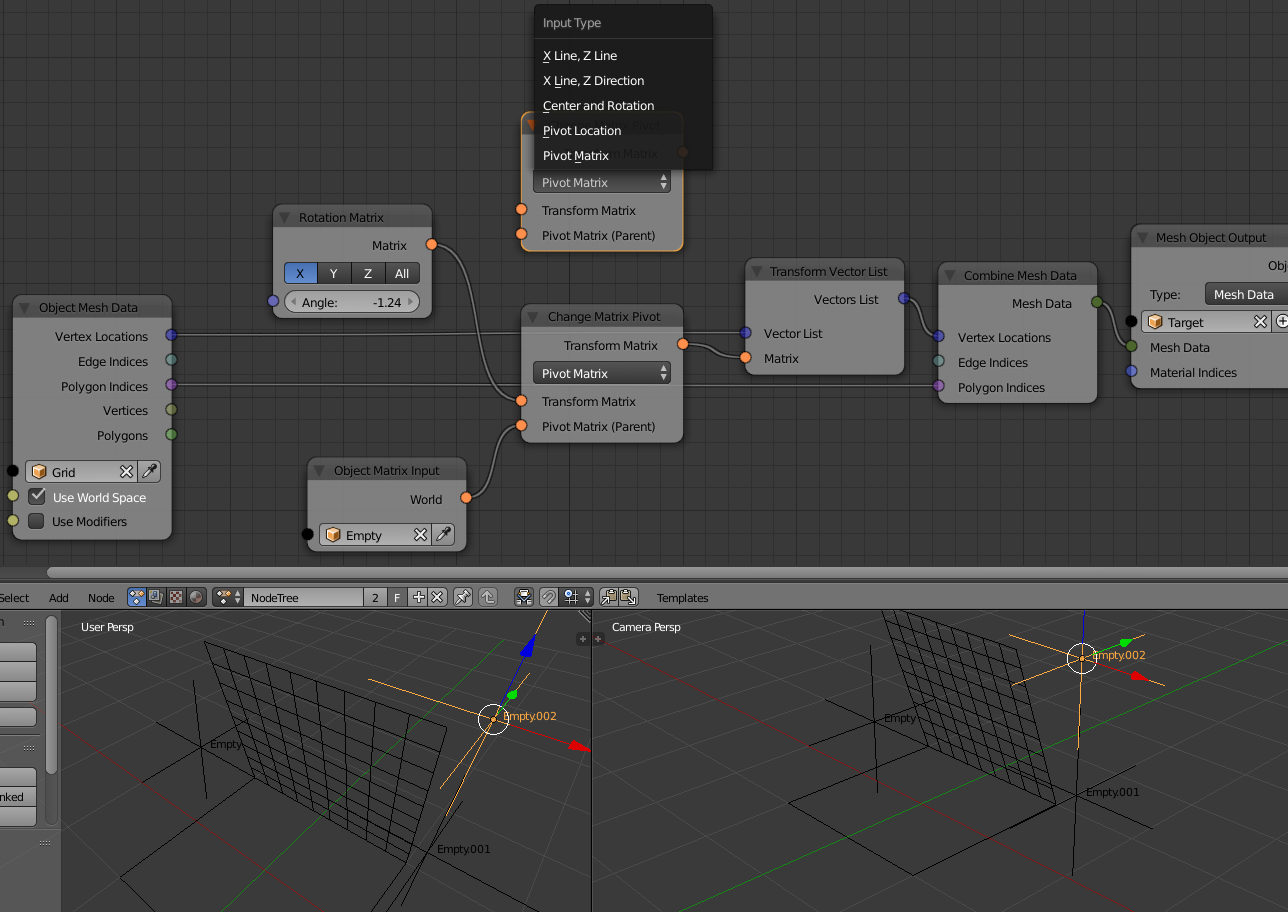 Input Type
X Line, Z Line
X Line, Z Direction
Center and Rotation
Pivot Location
Pivot Matrix
Pivot Matrix
Transform Matrix
Pivot Matrix (Parent)
Rotation Matrix
Matrix
X Y Z All
Angle: -1.24
Object Mesh Data
Vertex Locations
Edge Indices
Polygon Indices
Vertices
Polygons
Grid
Use World Space
Use Modifiers
Object Matrix Input
World
Empty
Change Matrix Pivot
Transform Matrix
Pivot Matrix
Transform Matrix
Pivot Matrix (Parent)
Transform Vector List
Vectors List
Vector List
Matrix
Combine Mesh Data
Mesh Data
Vertex Locations
Edge Indices
Polygon Indices
Mesh Object Output
Obj
Type: Mesh Data
Target
Mesh Data
Material Indices
Select Add Node NodeTree 2 F Templates
nked
User Persp
Empty
Empty.002
Empty.001
Camera Persp
Empty
Empty.002
Empty.001